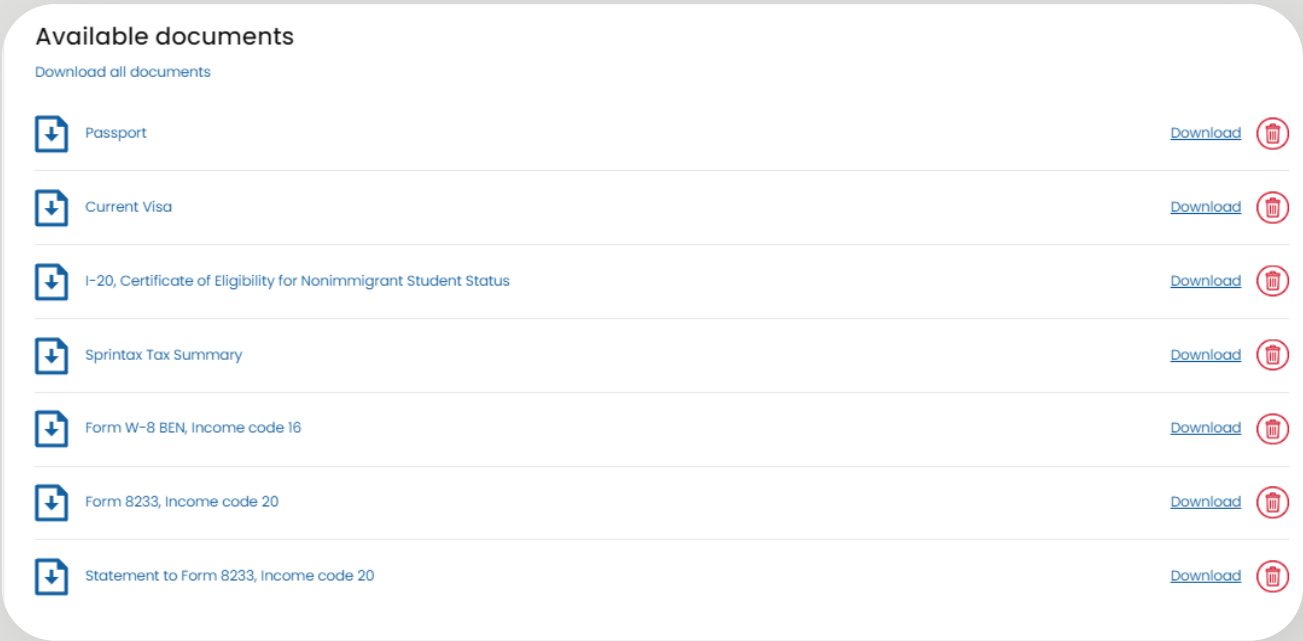 Available documents
Download all documents
Passport Download
Current Visa Download
I-20, Certificate of Eligibility for Nonimmigrant Student Status Download
Sprintax Tax Summary Download
Form W-8 BEN, Income code 16 Download
Form 8233, Income code 20 Download
Statement to Form 8233, Income code 20 Download